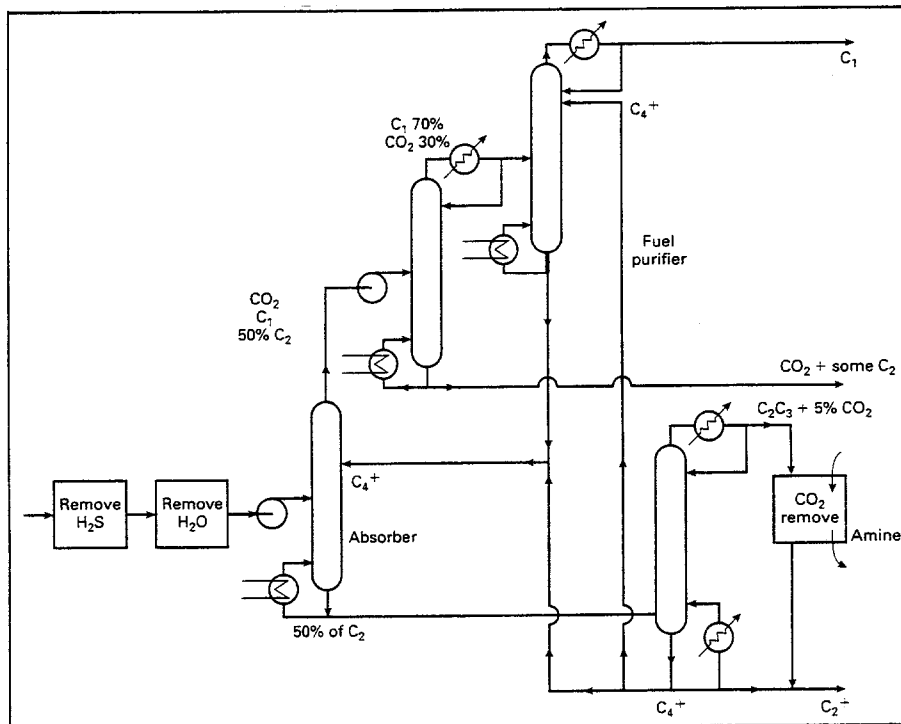 C₁
C₄⁺
C₁ 70%
CO₂ 30%
Fuel
purifier
CO₂
C₁
50% C₂
CO₂ + some C₂
C₂C₃ + 5% CO₂
C₄⁺
Remove
H₂S
Remove
H₂O
CO₂
remove
Absorber
Amine
50% of C₂
C₄⁺
C₂⁺